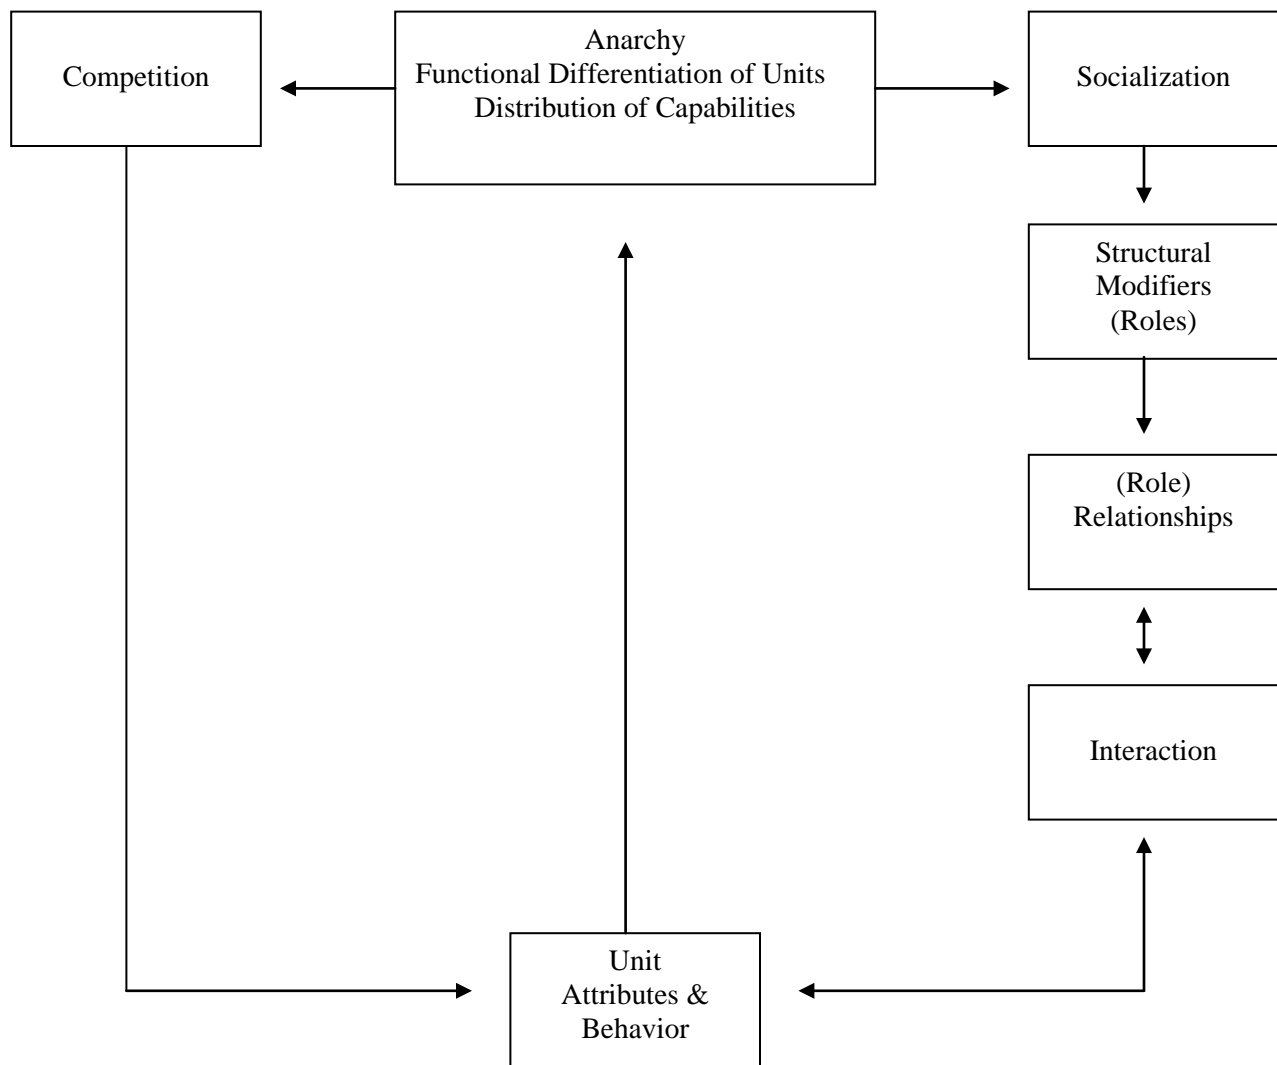 Competition
Anarchy
Functional Differentiation of Units
Distribution of Capabilities
Socialization
Structural
Modifiers
(Roles)
(Role)
Relationships
Interaction
Unit
Attributes &
Behavior